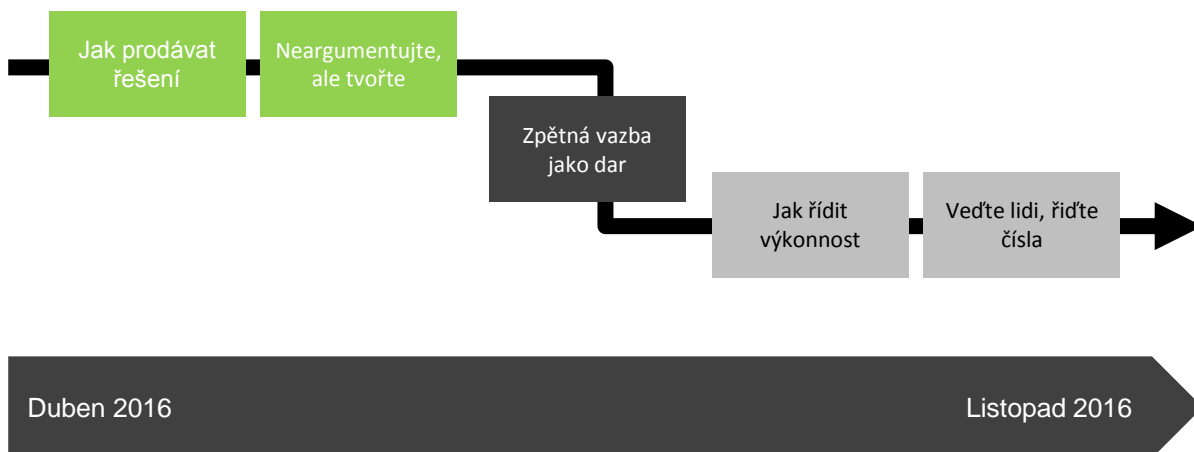 Jak prodávat
řešení
Neargumentujte,
ale tvořte
Zpětná vazba
jako dar
Jak řídit
výkonnost
Veďte lidi, řiďte
čísla
Duben 2016
Listopad 2016